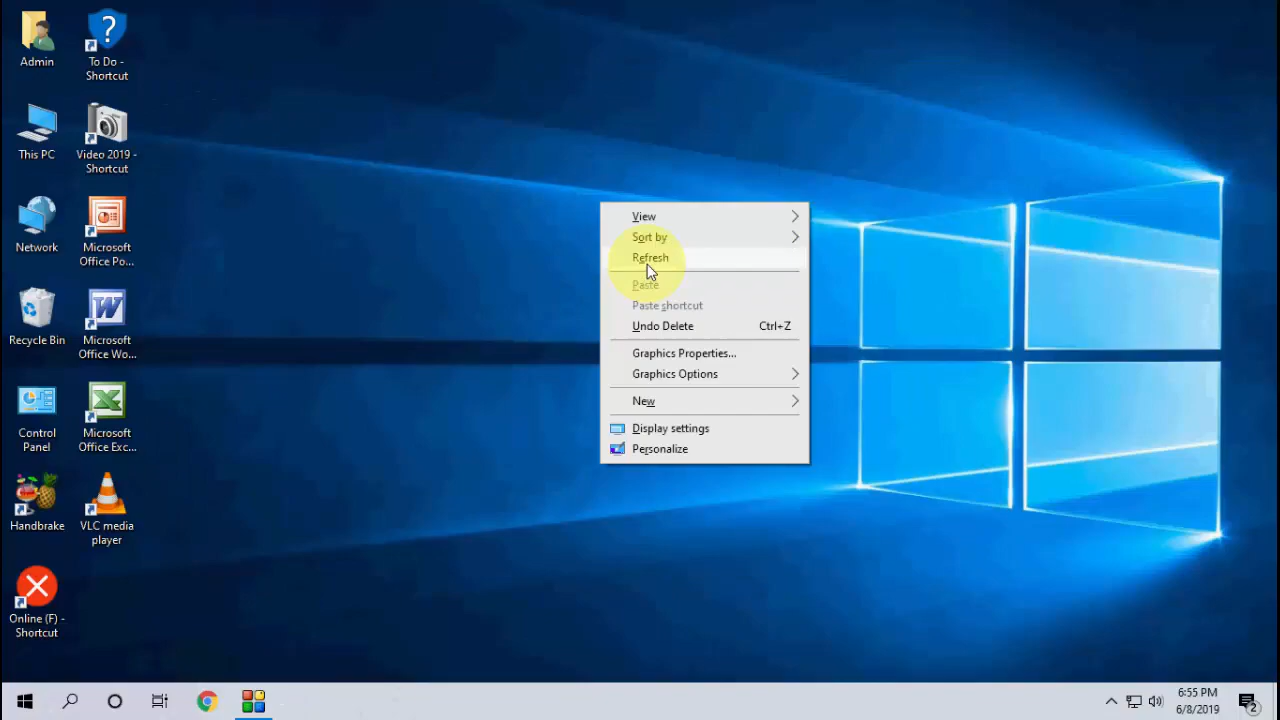 Admin
To Do -
Shortcut
This PC
Video 2019 -
Shortcut
Network
Microsoft
Office Po...
Recycle Bin
Microsoft
Office Wo...
Control
Panel
Microsoft
Office Exc...
Handbrake
VLC media
player
Online (F) -
Shortcut
View
Sort by
Refresh
Paste
Paste shortcut
Undo Delete Ctrl+Z
Graphics Properties...
Graphics Options
New
Display settings
Personalize
6:55 PM
6/8/2019
2